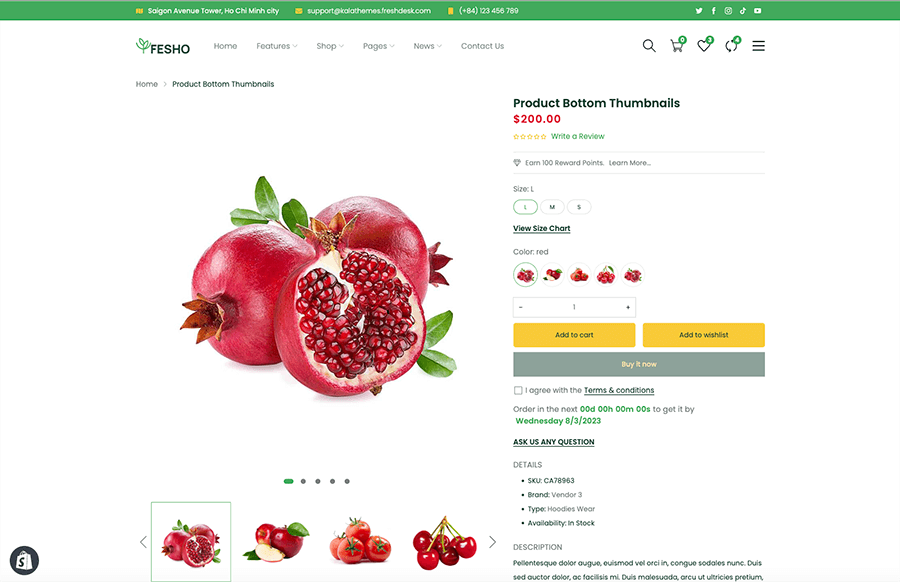 Saigon Avenue Tower, Ho Chi Minh city support@kalathemes.freshdesk.com (+84) 123 456 789
FESHO Home Features Shop Pages News Contact Us 0 3 4
Home > Product Bottom Thumbnails
Product Bottom Thumbnails
$200.00
Write a Review
Earn 100 Reward Points. Learn More...
Size: L
L M S
View Size Chart
Color: red
- 1 +
Add to cart Add to wishlist
Buy it now
I agree with the Terms & conditions
Order in the next 00d 00h 00m 00s to get it by
Wednesday 8/3/2023
ASK US ANY QUESTION
DETAILS
• SKU: CA78963
• Brand: Vendor 3
• Type: Hoodies Wear
• Availability: In Stock
DESCRIPTION
Pellentesque dolor augue, euismod vel orci in, congue sodales nunc. Duis
sed auctor dolor, ac facilisis mi. Duis malesuada, arcu ut ultricies pretium,